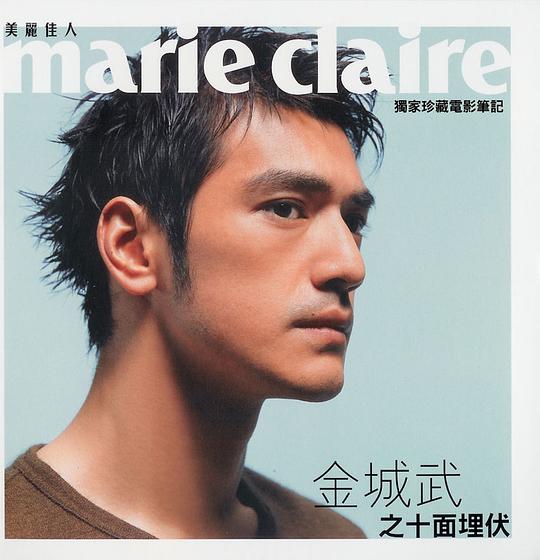 美麗佳人
marie claire
獨家珍藏電影筆記
金城武
之十面埋伏